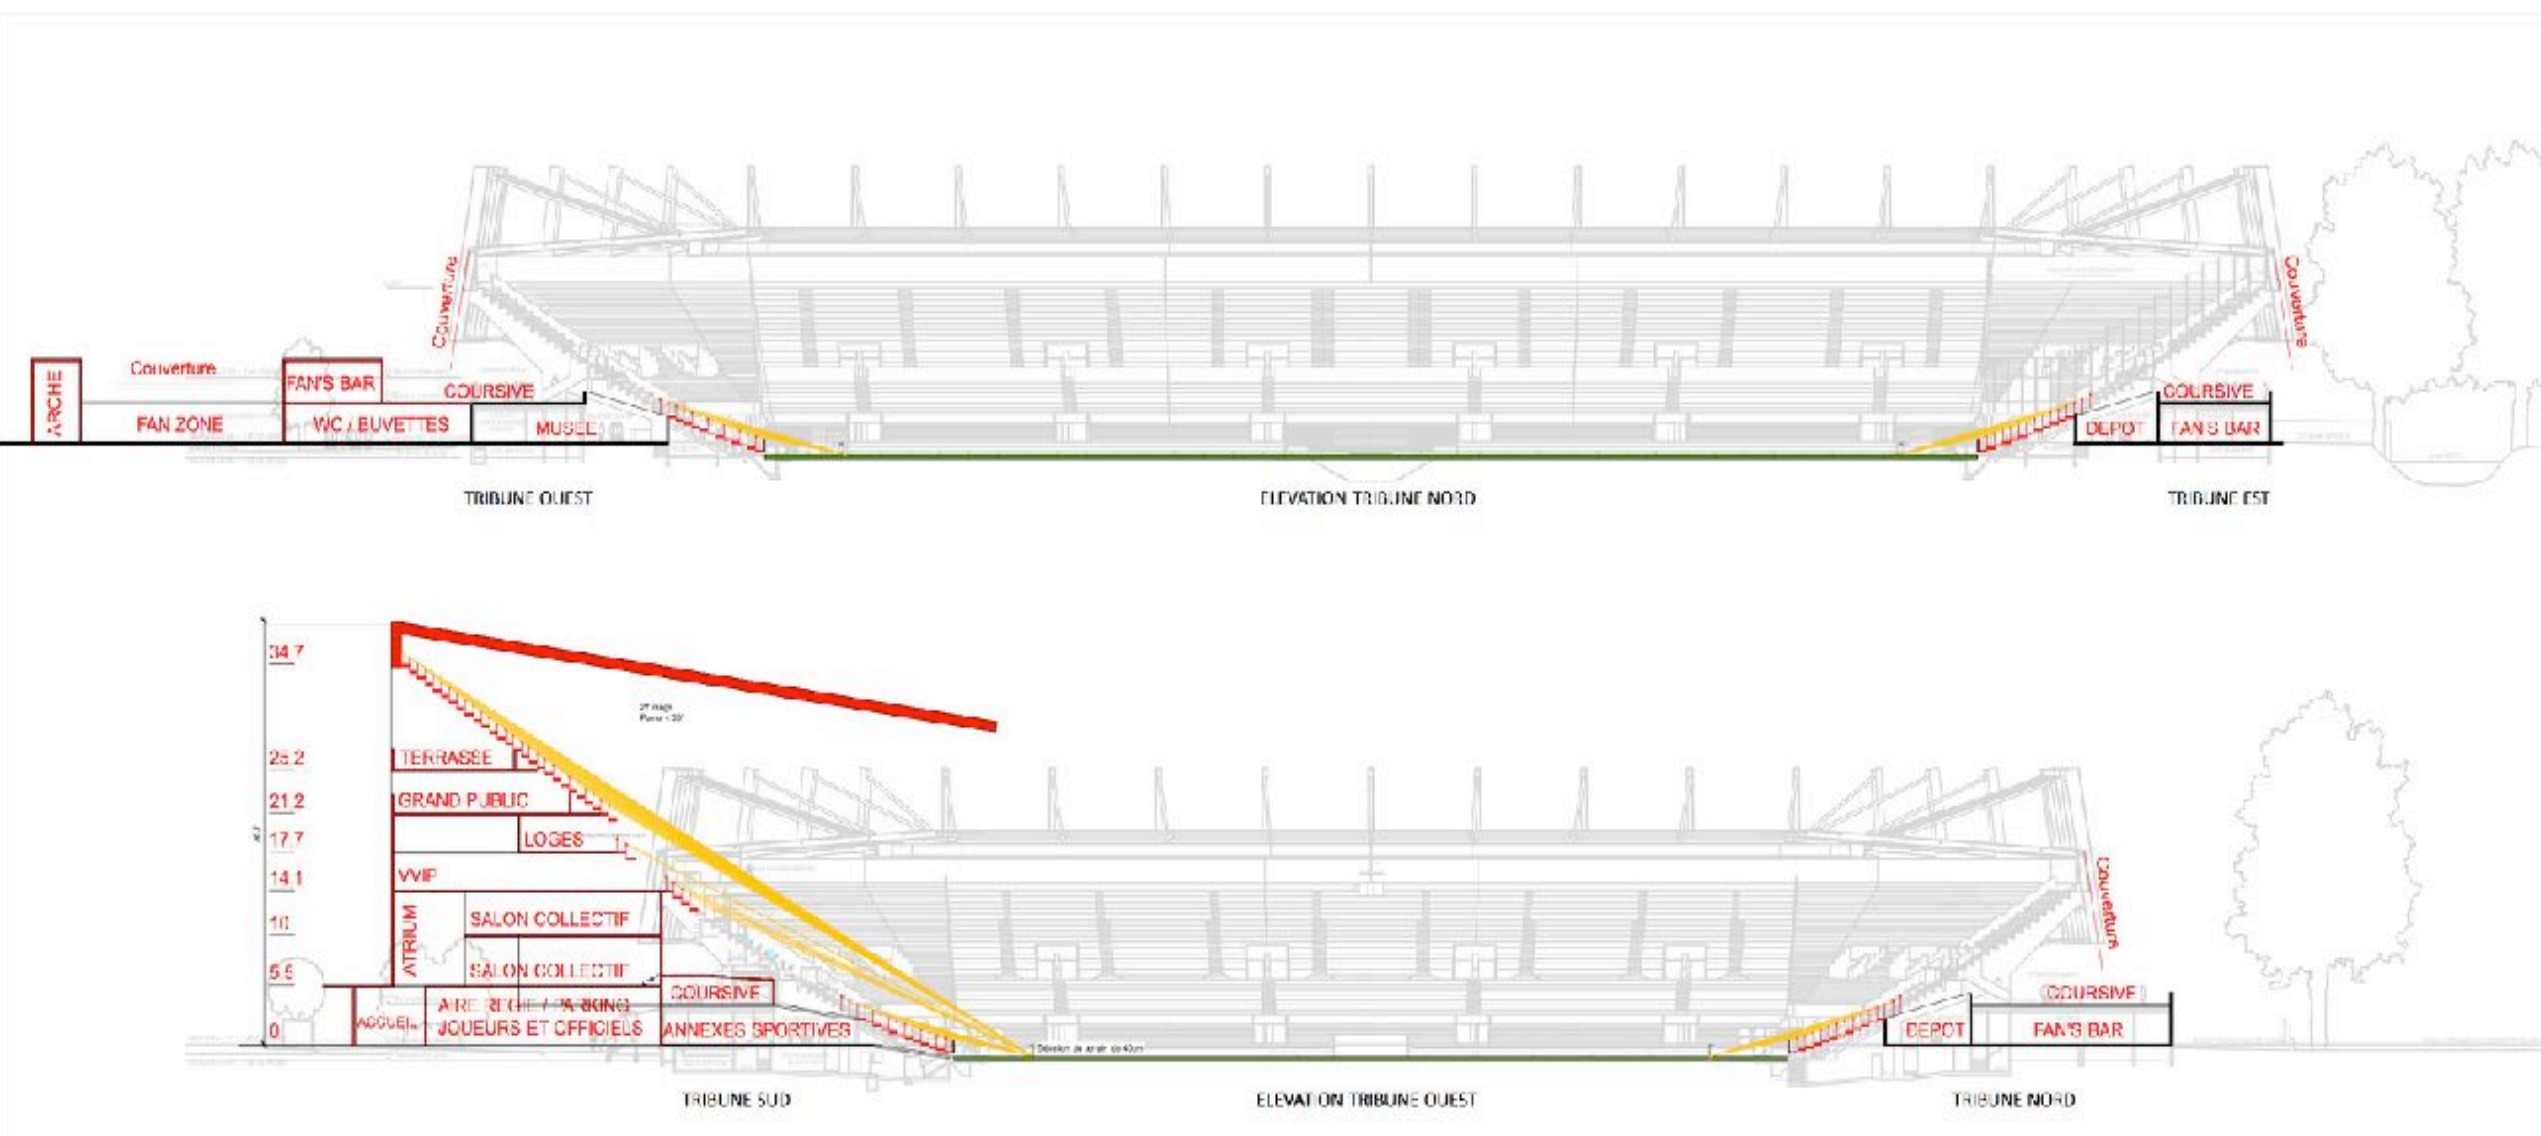 Couverture
Couverture
ARCHE
Couverture
FAN'S BAR
COURSIVE
COURSIVE
FAN ZONE
WC / BUVETTES
MUSEE
DEPOT
FAN'S BAR
TRIBUNE OUEST
ELEVATION TRIBUNE NORD
TRIBUNE EST
34.7
25.2
TERRASSE
21.2
GRAND PUBLIC
17.7
LOGES
14.1
VVIP
10
ATRIUM
SALON COLLECTIF
5.5
SALON COLLECTIF
COURSIVE
AIRE REGIE / PARKING
JOUEURS ET OFFICIELS
0
ACCUEIL
ANNEXES SPORTIVES
Couverture
COURSIVE
DEPOT
FAN'S BAR
TRIBUNE SUD
ELEVATION TRIBUNE OUEST
TRIBUNE NORD